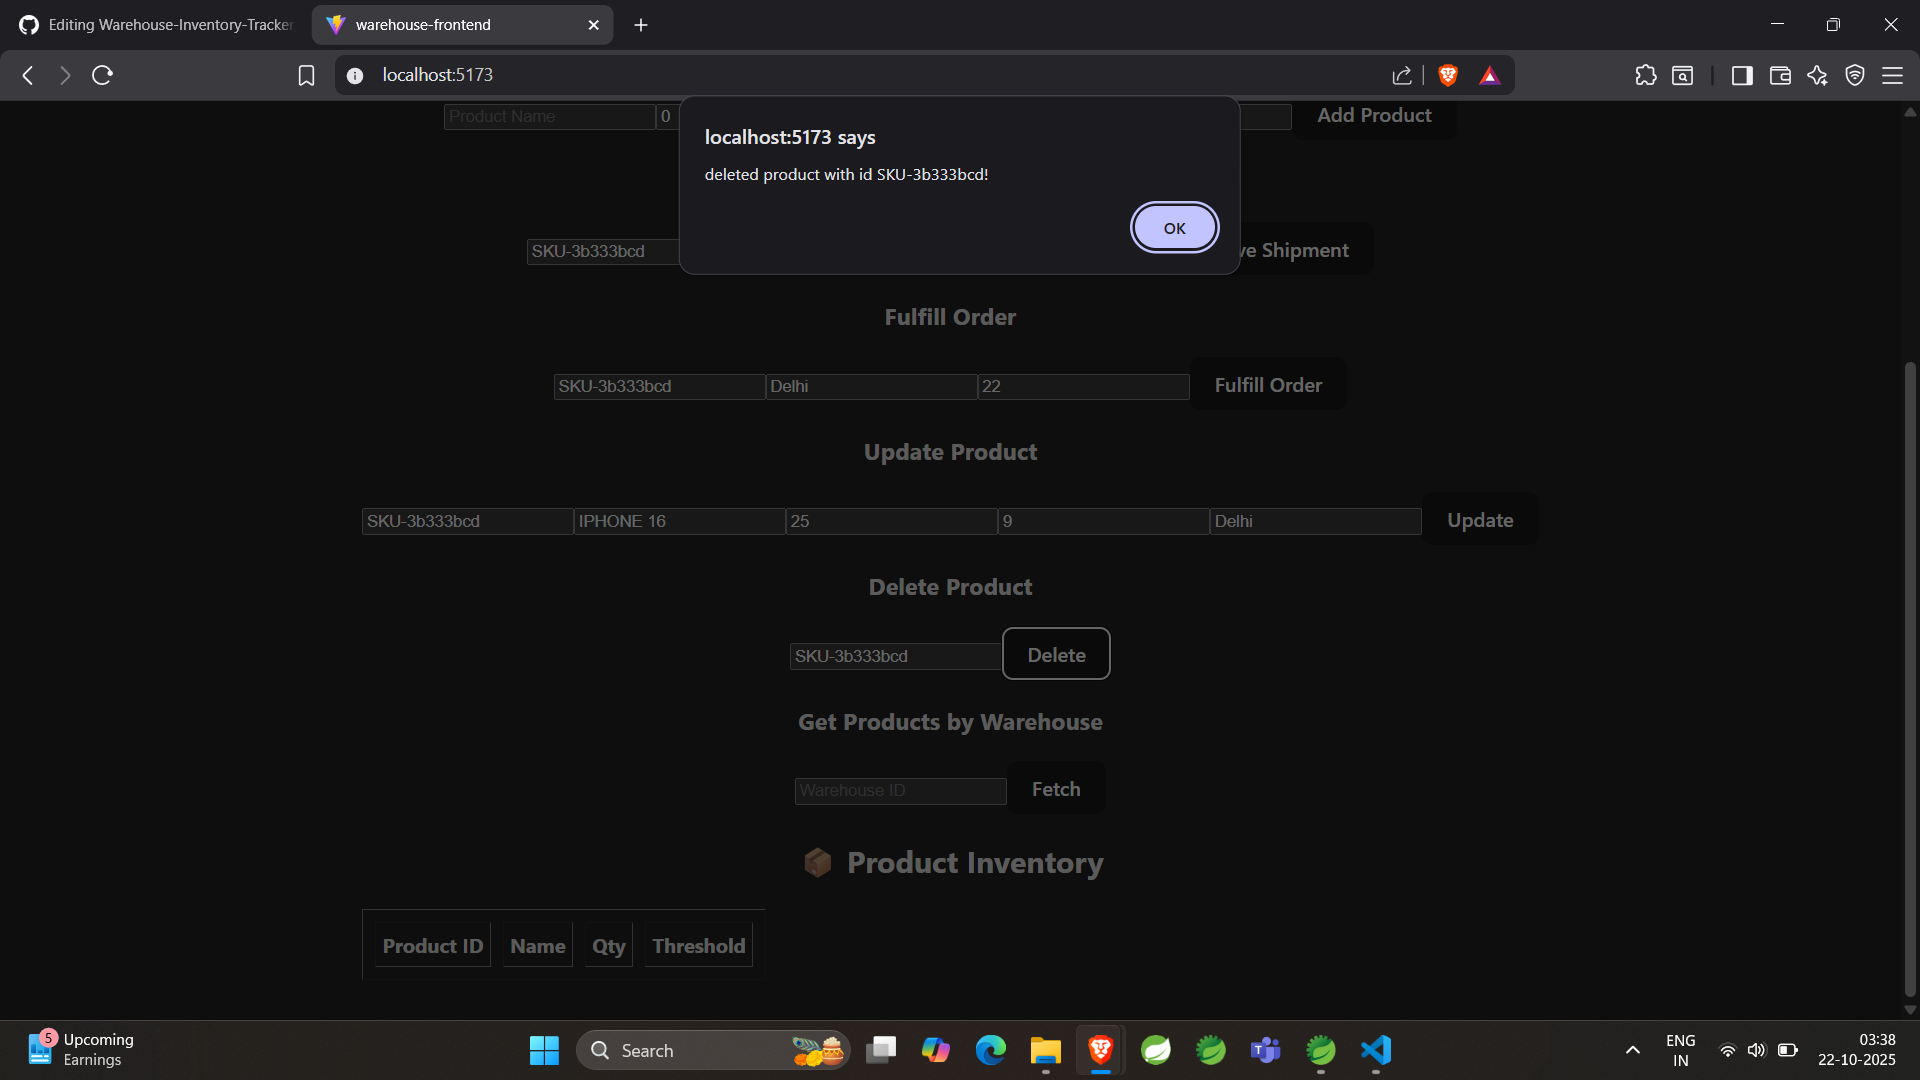 Editing Warehouse-Inventory-Tracker
warehouse-frontend
localhost:5173
Product Name
0
Add Product
localhost:5173 says
deleted product with id SKU-3b333bcd!
OK
SKU-3b333bcd
ve Shipment
Fulfill Order
SKU-3b333bcd
Delhi
22
Fulfill Order
Update Product
SKU-3b333bcd
IPHONE 16
25
9
Delhi
Update
Delete Product
SKU-3b333bcd
Delete
Get Products by Warehouse
Warehouse ID
Fetch
Product Inventory
Product ID
Name
Qty
Threshold
5
Upcoming
Earnings
Search
ENG
IN
03:38
22-10-2025